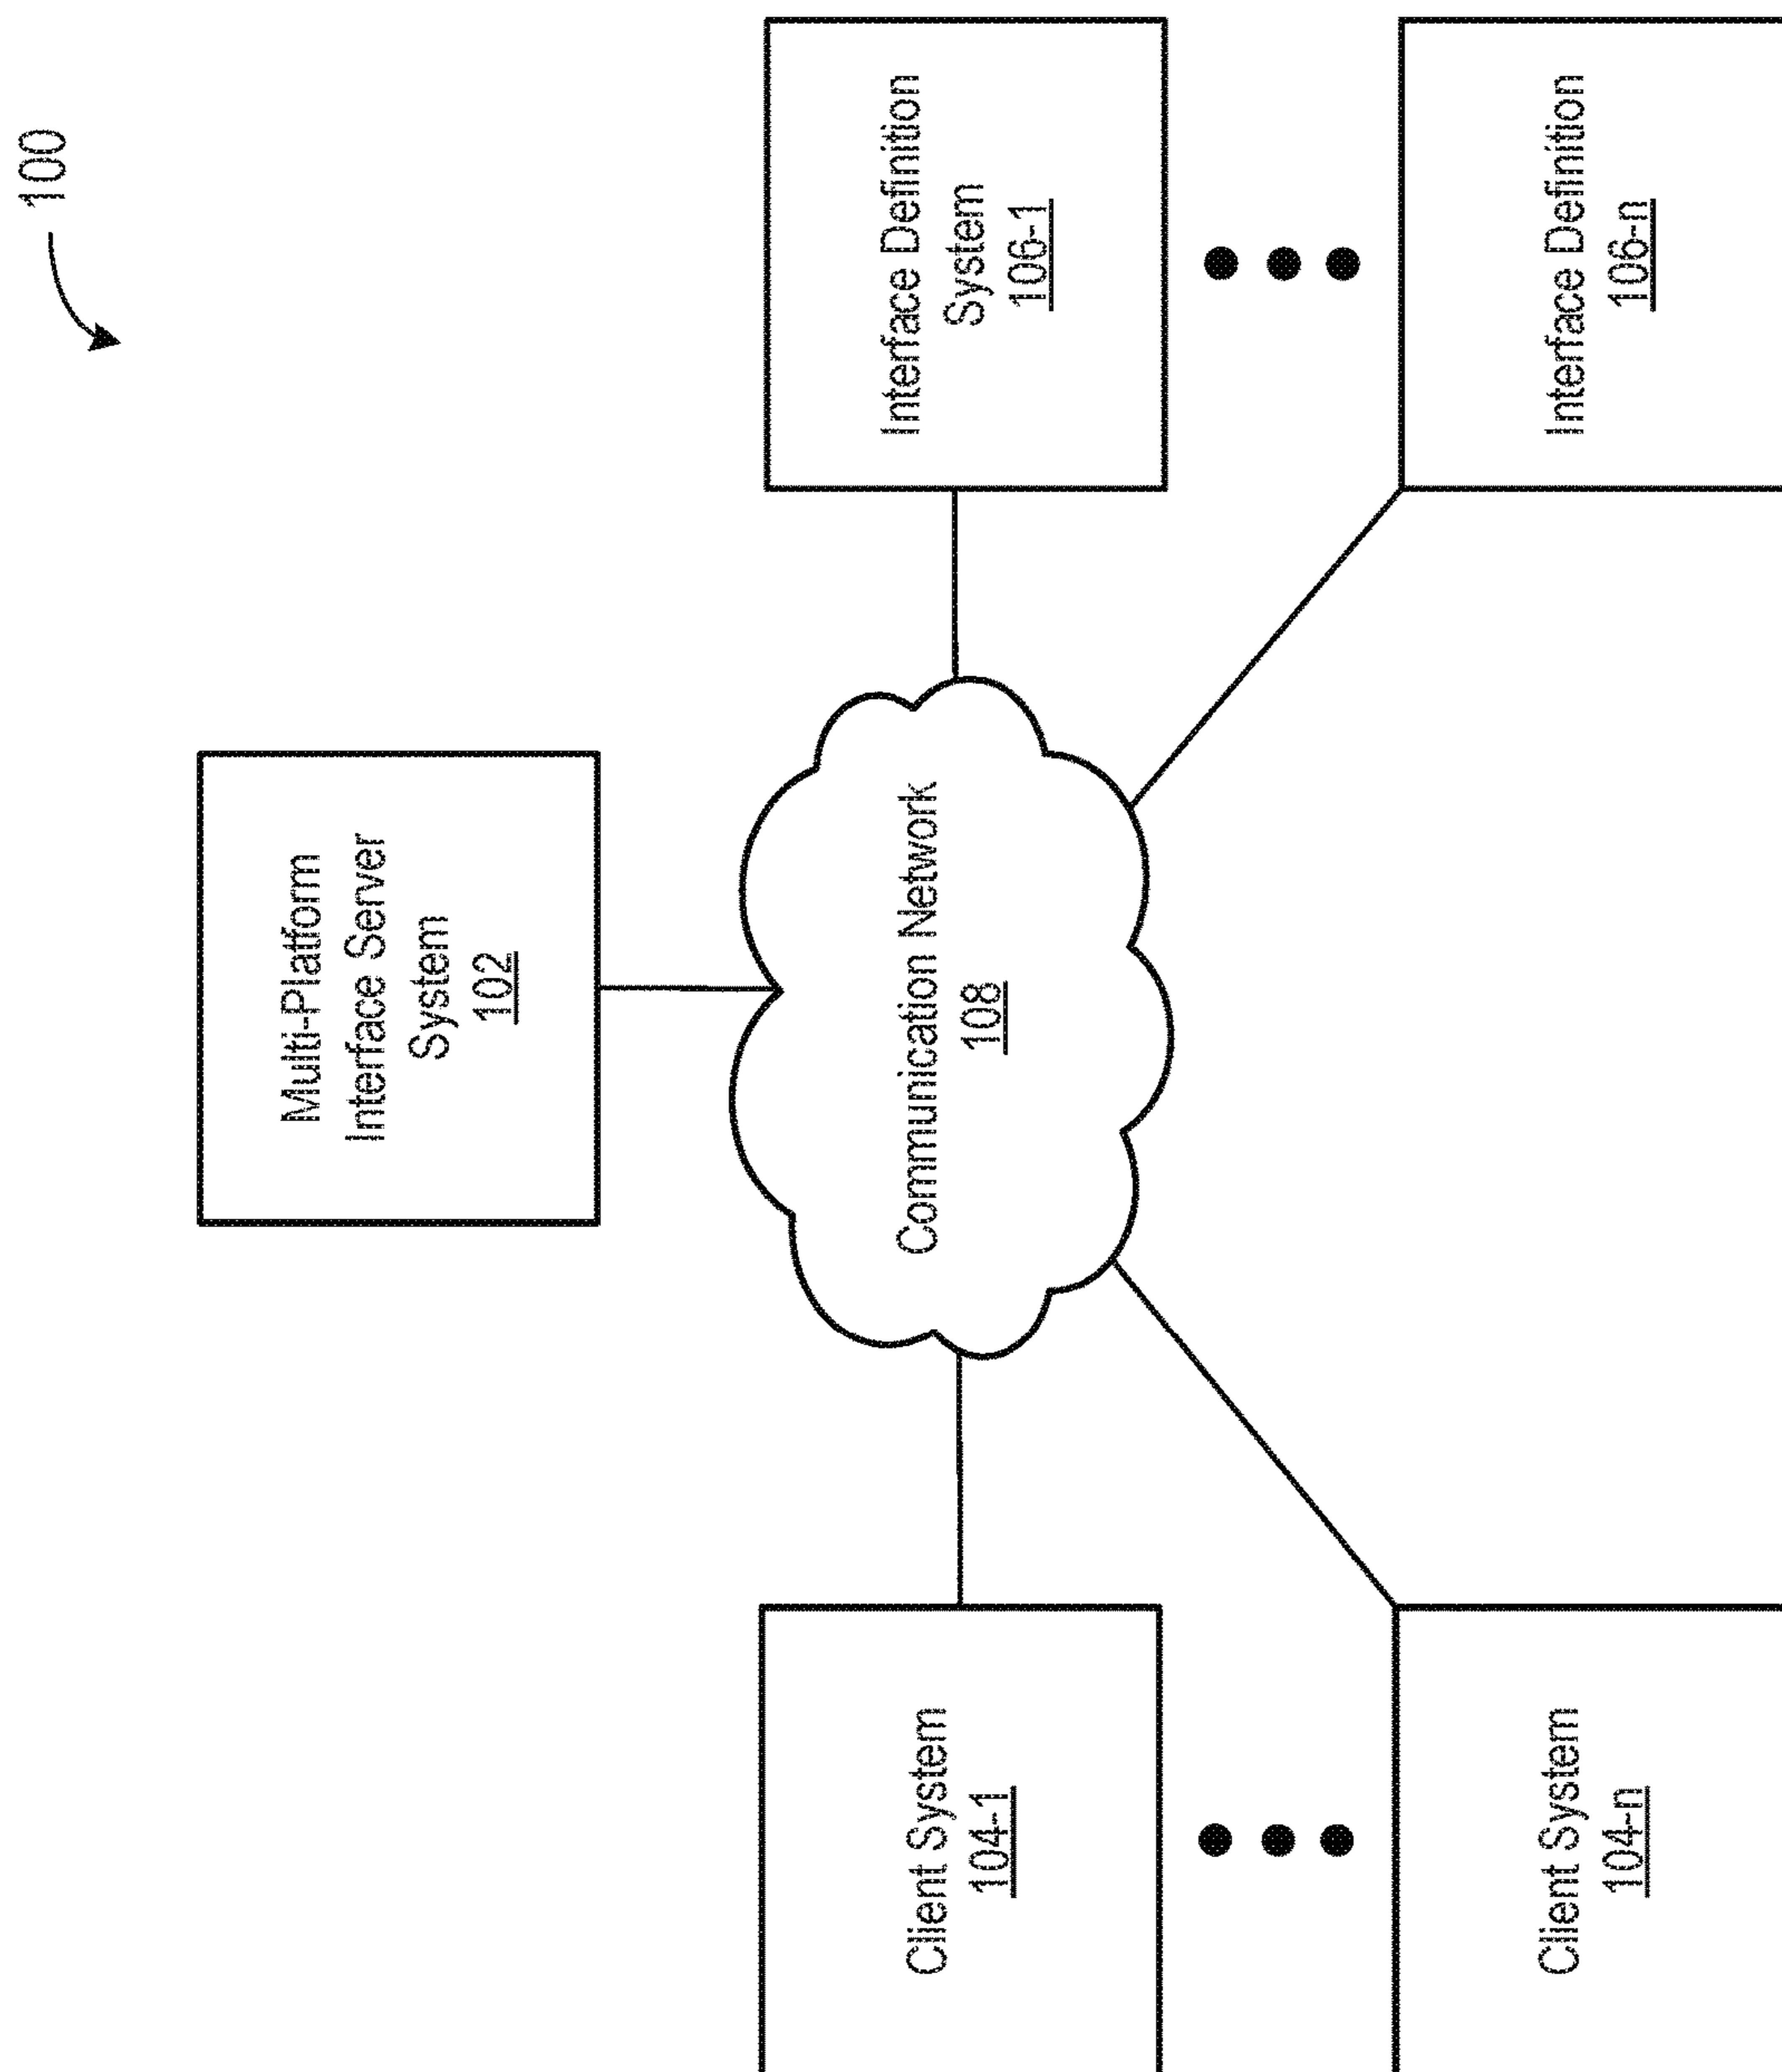 100
Multi-Platform
Interface Server
System
102
Communication Network
108
Client System
104-1
Client System
104-n
Interface Definition
System
106-1
Interface Definition
106-n